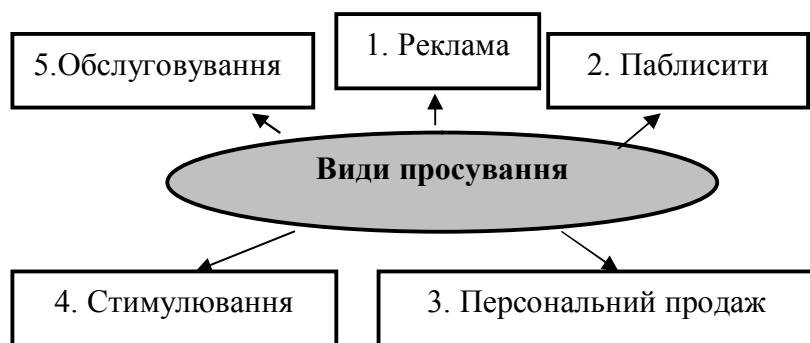 1. Реклама
5.Обслуговування
2. Паблисити
Види просування
4. Стимулювання
3. Персональний продаж